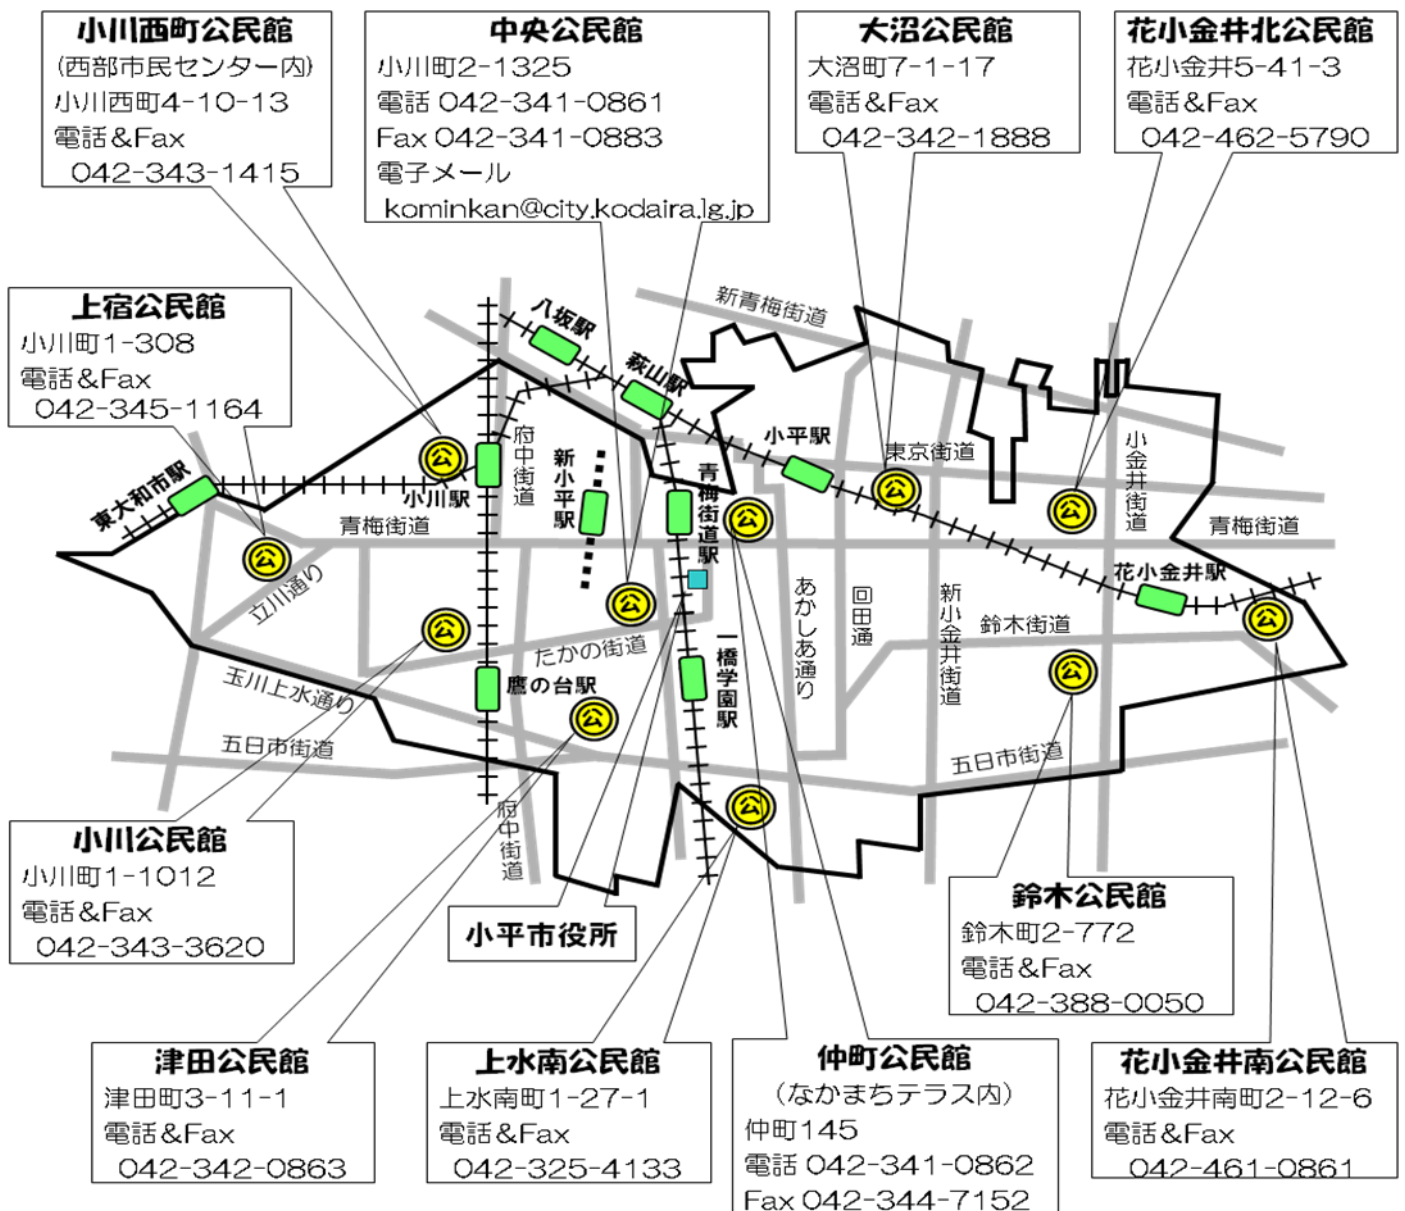 小川西町公民館
(西部市民センター内)
小川西町4-10-13
電話&Fax
042-343-1415
中央公民館
小川町2-1325
電話 042-341-0861
Fax 042-341-0883
電子メール
kominkan@city.kodaira.lg.jp
大沼公民館
大沼町7-1-17
電話&Fax
042-342-1888
花小金井北公民館
花小金井5-41-3
電話&Fax
042-462-5790
上宿公民館
小川町1-308
電話&Fax
042-345-1164
新青梅街道
八坂駅
萩山駅
小平駅
東京街道
小金井街道
府中街道
新小平駅
青梅街道駅
公
小川駅
東大和市駅
公
公
青梅街道
公
青梅街道
公
公
立川通り
花小金井駅
公
公
公
たかの街道
あかしあ通り
回田通
新小金井街道
鈴木街道
一橋学園駅
公
玉川上水通り
鷹の台駅
公
五日市街道
五日市街道
公
府中街道
小川公民館
小川町1-1012
電話&Fax
042-343-3620
小平市役所
鈴木公民館
鈴木町2-772
電話&Fax
042-388-0050
津田公民館
津田町3-11-1
電話&Fax
042-342-0863
上水南公民館
上水南町1-27-1
電話&Fax
042-325-4133
仲町公民館
(なかまちテラス内)
仲町145
電話 042-341-0862
Fax 042-344-7152
花小金井南公民館
花小金井南町2-12-6
電話&Fax
042-461-0861